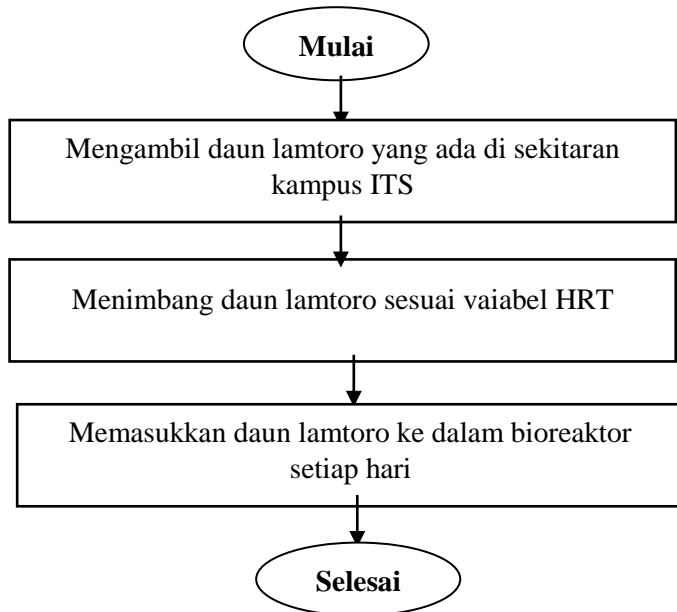 Mulai
Mengambil daun lamtoro yang ada di sekitaran
kampus ITS
Menimbang daun lamtoro sesuai vaiabel HRT
Memasukkan daun lamtoro ke dalam bioreaktor
setiap hari
Selesai